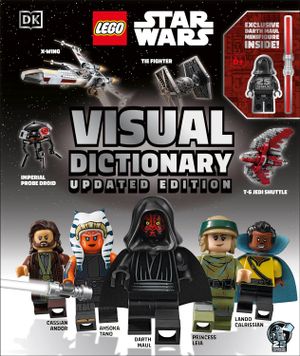 DK
LEGO
STAR
WARS
EXCLUSIVE
DARTH MAUL
MINIFIGURE
INSIDE!
X-WING
TIE FIGHTER
VISUAL
DICTIONARY
UPDATED EDITION
IMPERIAL
PROBE DROID
T-6 JEDI SHUTTLE
CASSIAN
ANDOR
AHSOKA
TANO
DARTH
MAUL
PRINCESS
LEIA
LANDO
CALRISSIAN